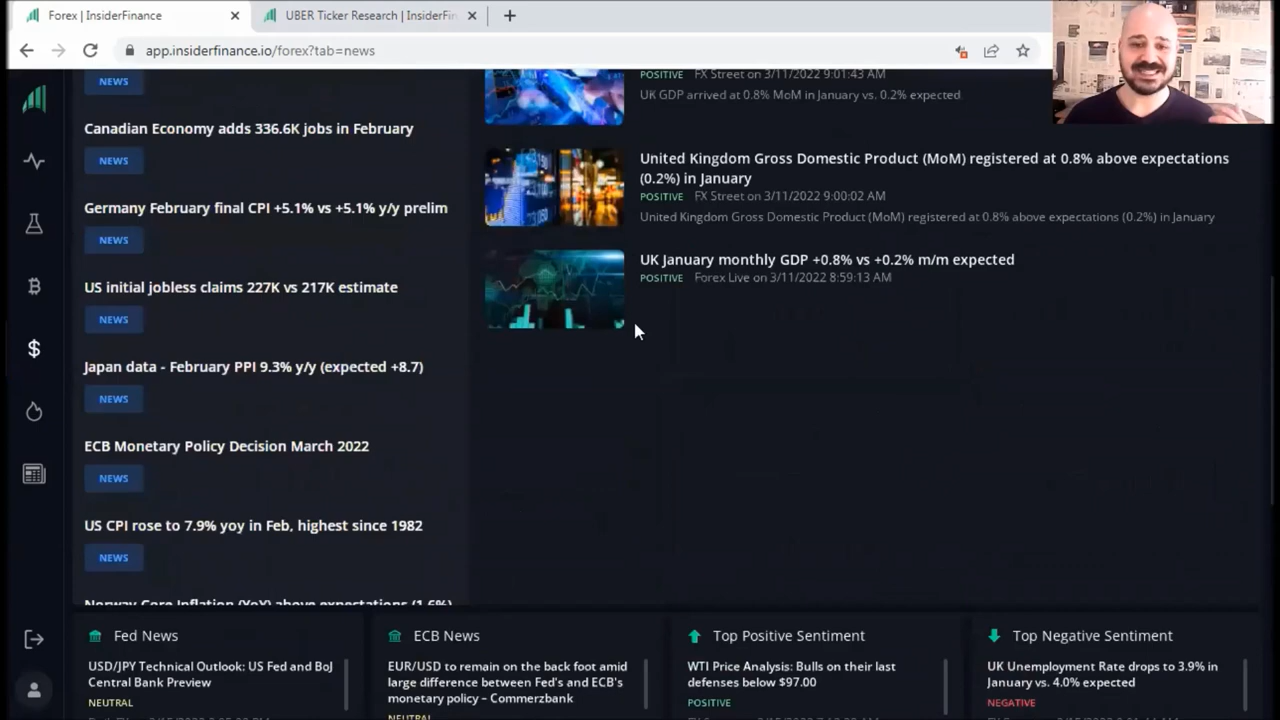 Forex | InsiderFinance
UBER Ticker Research | InsiderFin
app.insiderfinance.io/forex?tab=news
NEWS
Canadian Economy adds 336.6K jobs in February
NEWS
Germany February final CPI +5.1% vs +5.1% y/y prelim
NEWS
US initial jobless claims 227K vs 217K estimate
NEWS
Japan data - February PPI 9.3% y/y (expected +8.7)
NEWS
ECB Monetary Policy Decision March 2022
NEWS
US CPI rose to 7.9% yoy in Feb, highest since 1982
NEWS
Norway Core Inflation (YoY) above expectations (1.6%)
POSITIVE FX Street on 3/11/2022 9:01:43 AM
UK GDP arrived at 0.8% MoM in January vs. 0.2% expected
United Kingdom Gross Domestic Product (MoM) registered at 0.8% above expectations
(0.2%) in January
POSITIVE FX Street on 3/11/2022 9:00:02 AM
United Kingdom Gross Domestic Product (MoM) registered at 0.8% above expectations (0.2%) in January
UK January monthly GDP +0.8% vs +0.2% m/m expected
POSITIVE Forex Live on 3/11/2022 8:59:13 AM
Fed News
USD/JPY Technical Outlook: US Fed and BoJ
Central Bank Preview
NEUTRAL
ECB News
EUR/USD to remain on the back foot amid
large difference between Fed's and ECB's
monetary policy – Commerzbank
NEUTRAL
Top Positive Sentiment
WTI Price Analysis: Bulls on their last
defenses below $97.00
POSITIVE
Top Negative Sentiment
UK Unemployment Rate drops to 3.9% in
January vs. 4.0% expected
NEGATIVE